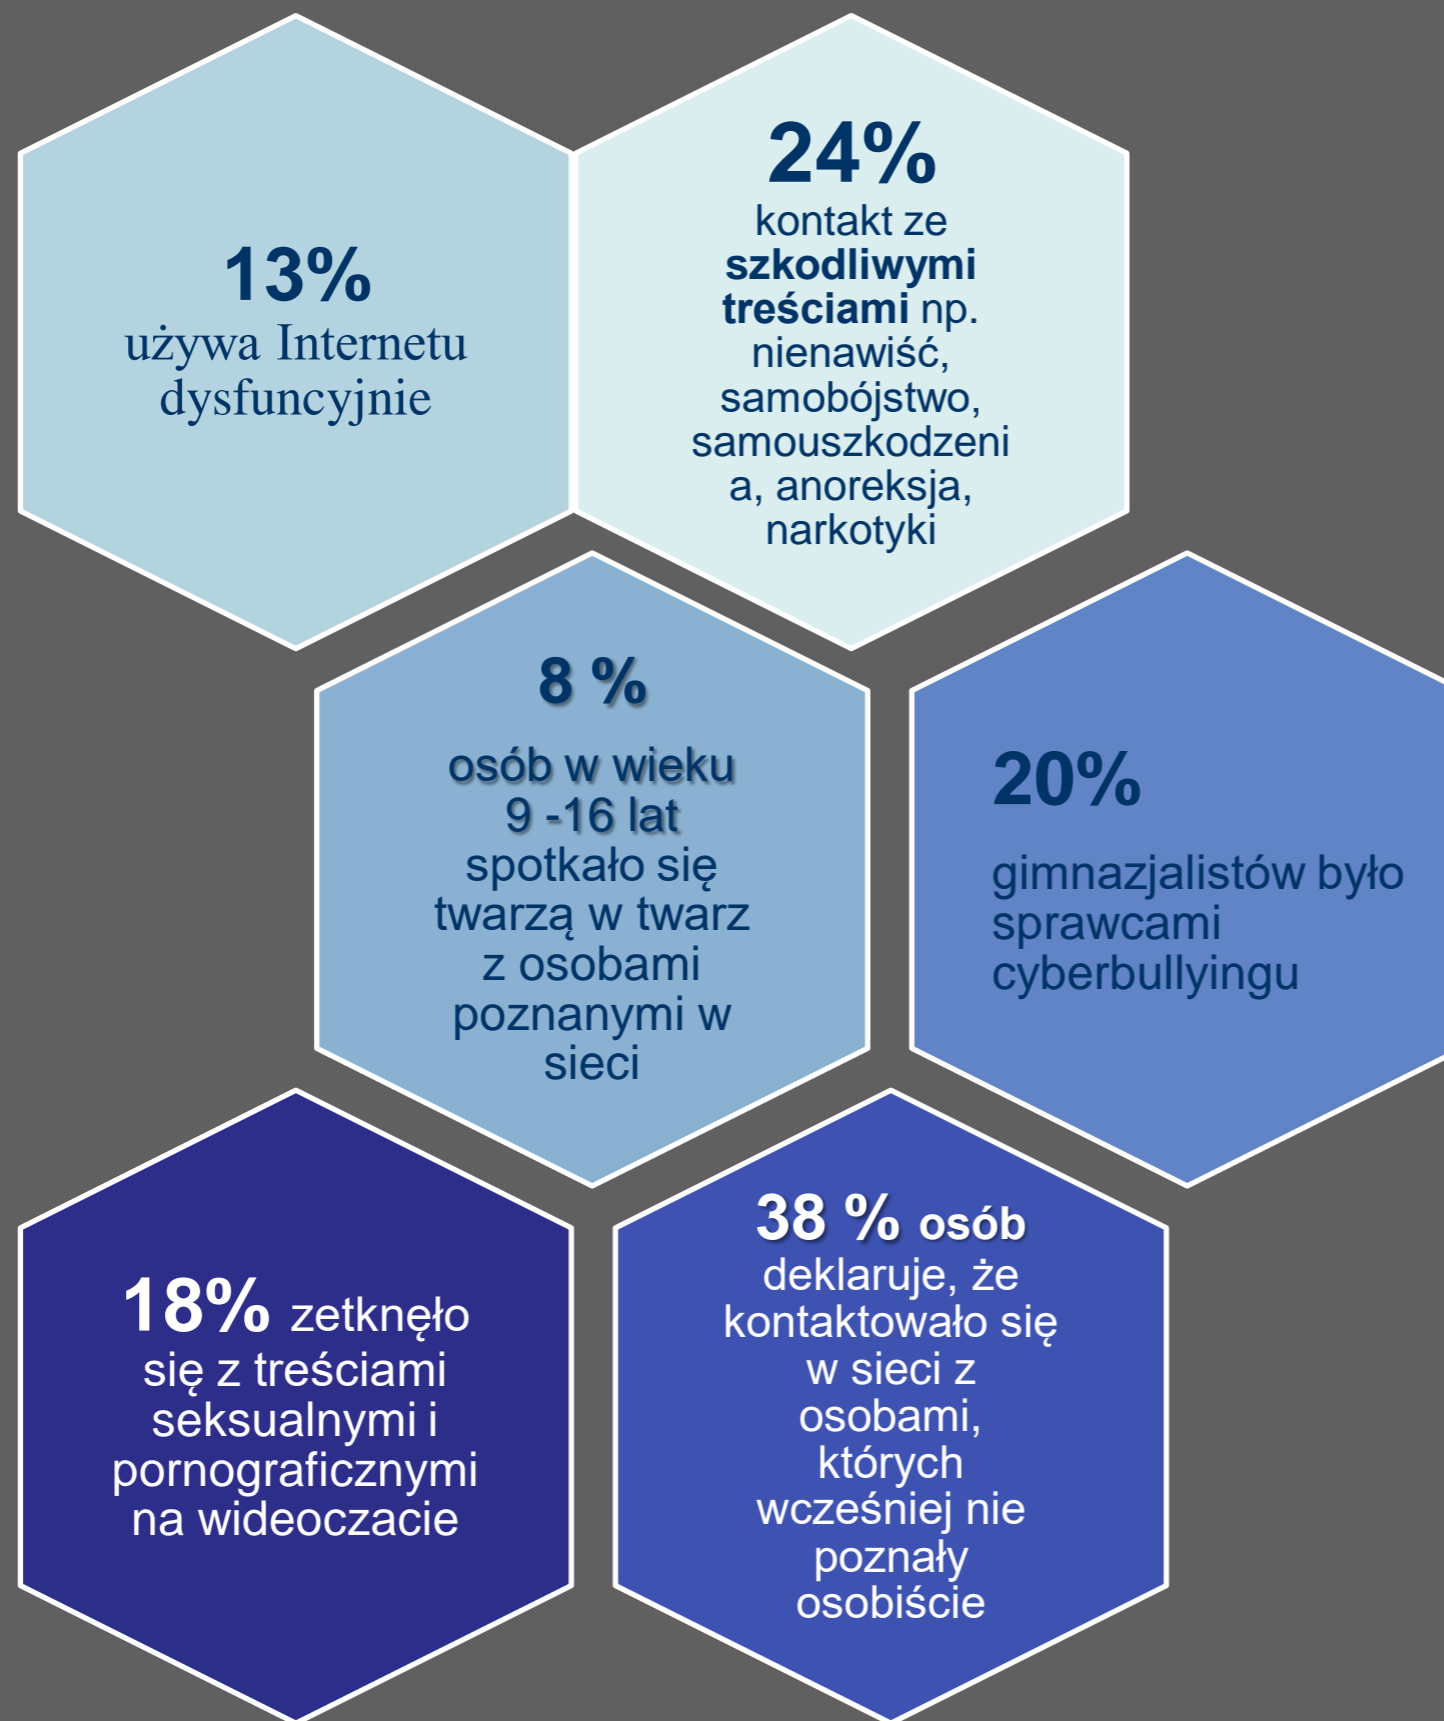 13%
używa Internetu
dysfuncyjnie
24%
kontakt ze
szkodliwymi
treściami np.
nienawiść,
samobójstwo,
samouszkodzeni
a, anoreksja,
narkotyki
8 %
osób w wieku
9 -16 lat
spotkało się
twarzą w twarz
z osobami
poznanymi w
sieci
20%
gimnazjalistów było
sprawcami
cyberbullyingu
18% zetknęło
się z treściami
seksualnymi i
pornograficznymi
na wideoczacie
38 % osób
deklaruje, że
kontaktowało się
w sieci z
osobami,
których
wcześniej nie
poznały
osobiście